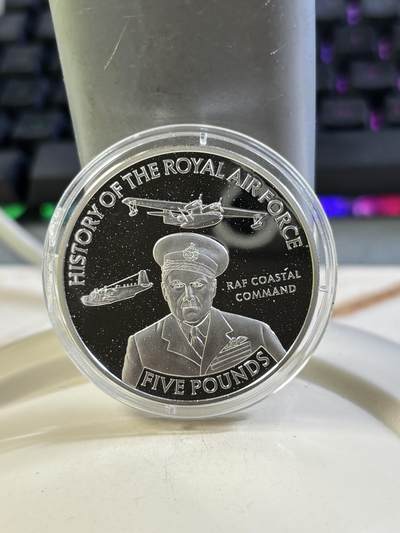 HISTORY OF THE ROYAL AIR FORCE
RAF COASTAL
COMMAND
FIVE POUNDS